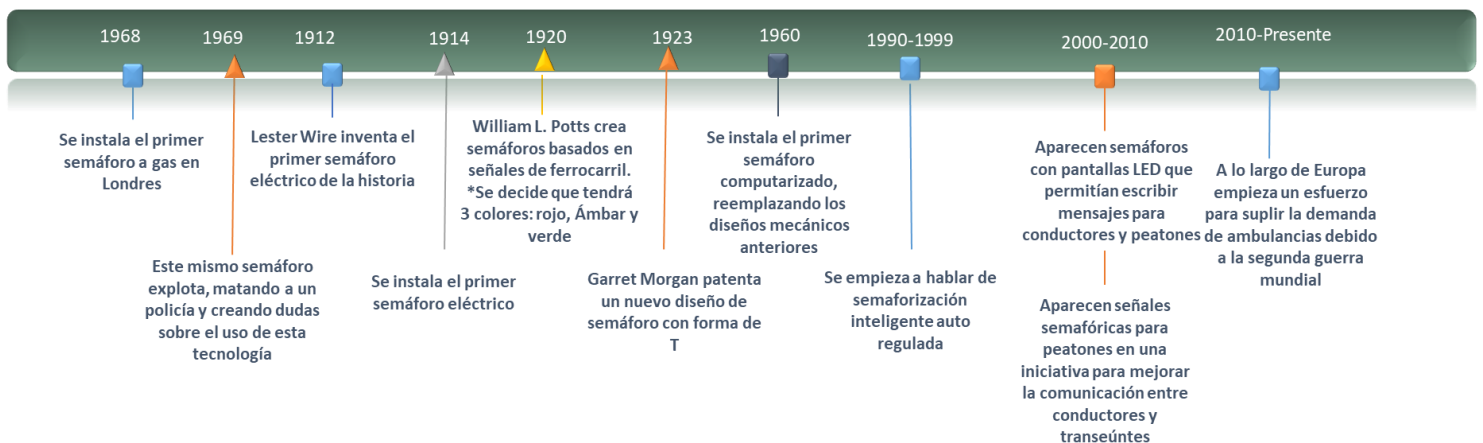 1968
Se instala el primer
semáforo a gas en
Londres
1969
Este mismo semáforo
explota, matando a un
policía y creando dudas
sobre el uso de esta
tecnología
1912
Lester Wire inventa el
primer semáforo
eléctrico de la historia
1914
Se instala el primer
semáforo eléctrico
1920
William L. Potts crea
semáforos basados en
señales de ferrocarril.
*Se decide que tendrá
3 colores: rojo, Ámbar y
verde
1923
Garret Morgan patenta
un nuevo diseño de
semáforo con forma de
T
1960
Se instala el primer
semáforo
computarizado,
reemplazando los
diseños mecánicos
anteriores
1990-1999
Se empieza a hablar de
semaforización
inteligente auto
regulada
2000-2010
Aparecen semáforos
con pantallas LED que
permitían escribir
mensajes para
conductores y peatones
Aparecen señales
semafóricas para
peatones en una
iniciativa para mejorar
la comunicación entre
conductores y
transeúntes
2010-Presente
A lo largo de Europa
empieza un esfuerzo
para suplir la demanda
de ambulancias debido
a la segunda guerra
mundial